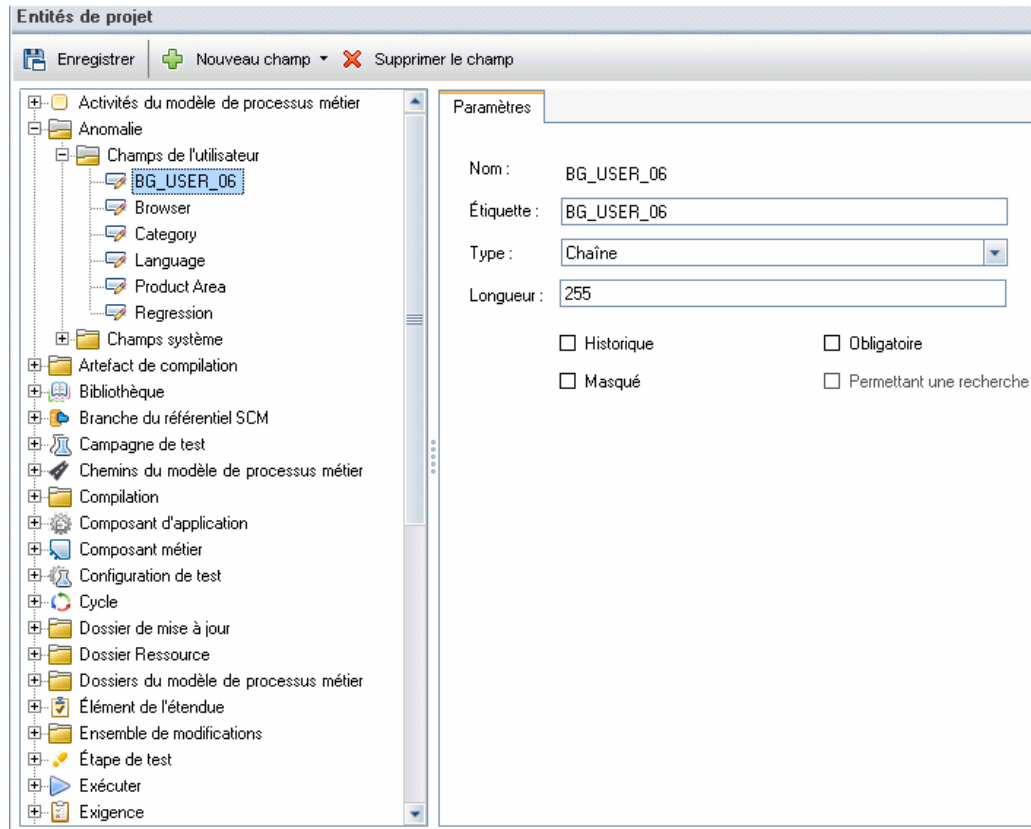 Entités de projet
Enregistrer Nouveau champ Supprimer le champ
Activités du modèle de processus métier
Anomalie
Champs de l'utilisateur
BG_USER_06
Browser
Category
Language
Product Area
Regression
Champs système
Artefact de compilation
Bibliothèque
Branche du référentiel SCM
Campagne de test
Chemins du modèle de processus métier
Compilation
Composant d'application
Composant métier
Configuration de test
Cycle
Dossier de mise à jour
Dossier Ressource
Dossiers du modèle de processus métier
Élément de l'étendue
Ensemble de modifications
Étape de test
Exécuter
Exigence
Paramètres
Nom : BG_USER_06
Étiquette : BG_USER_06
Type : Chaîne
Longueur : 255
Historique Obligatoire
Masqué Permettant une recherche